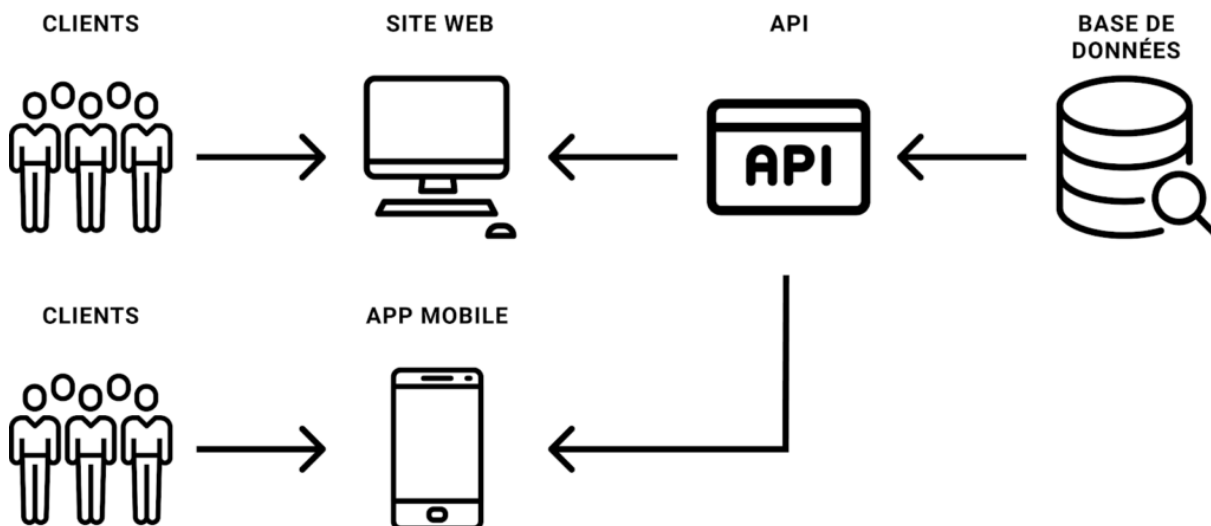 CLIENTS
SITE WEB
API
BASE DE
DONNÉES
API
CLIENTS
APP MOBILE